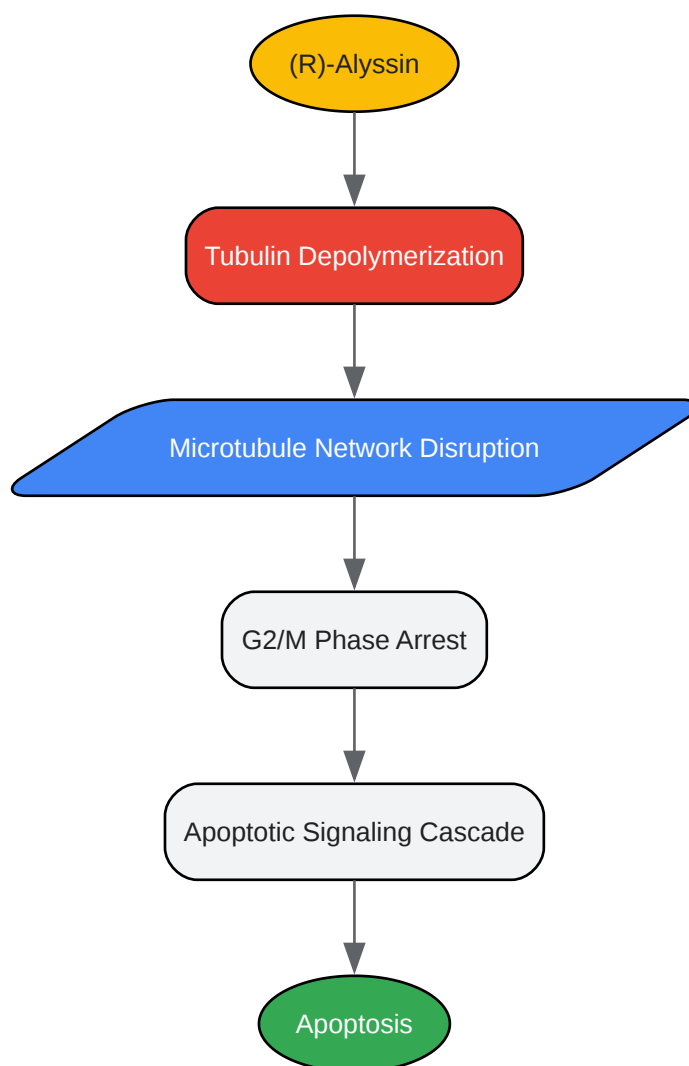 (R)-Alyssin
Tubulin Depolymerization
Microtubule Network Disruption
G2/M Phase Arrest
Apoptotic Signaling Cascade
Apoptosis